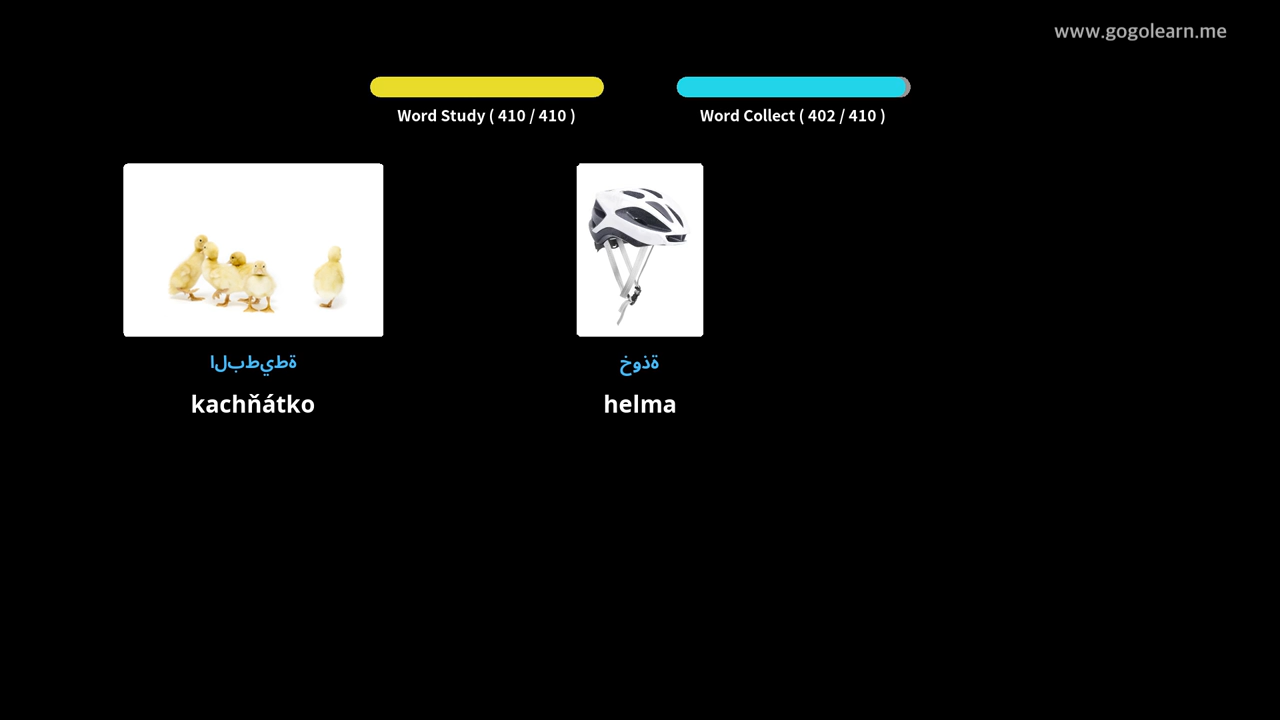 www.gogolearn.me
Word Study ( 410 / 410 )
Word Collect ( 402 / 410 )
البطيطة
خوذة
kachňátko
helma